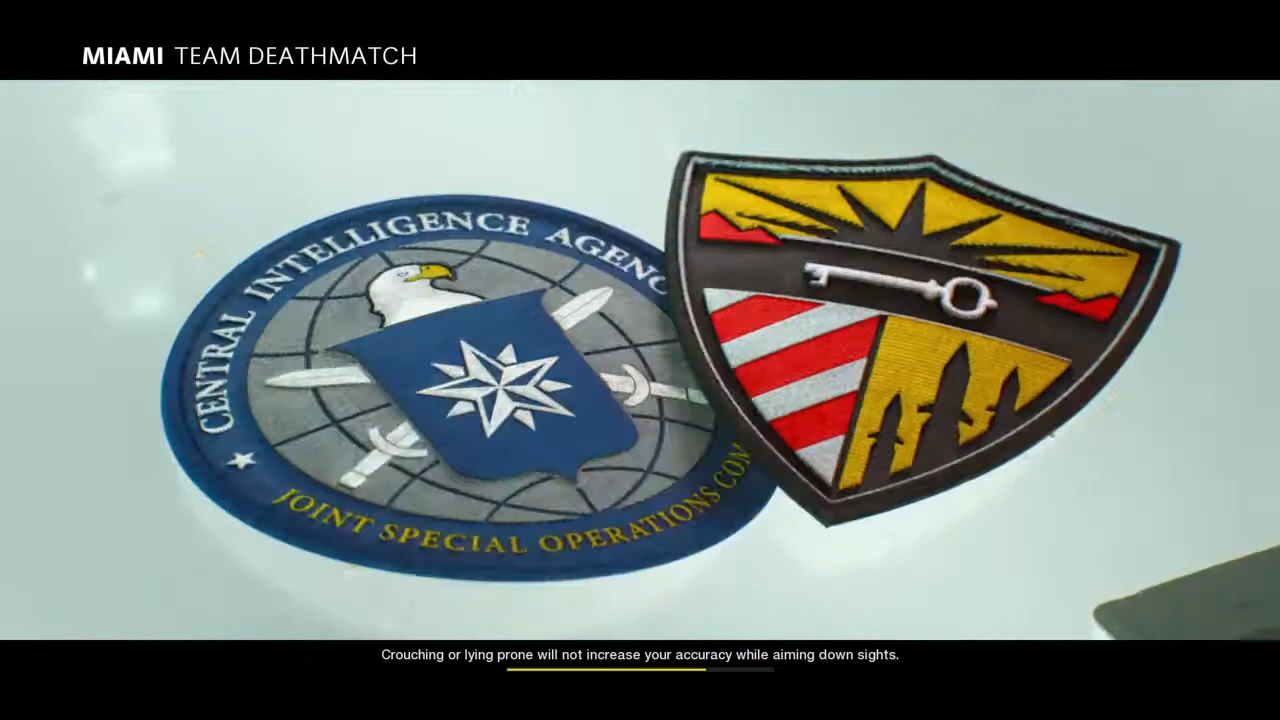 MIAMI TEAM DEATHMATCH
CENTRAL INTELLIGENCE AGENC
JOINT SPECIAL OPERATIONS COM
Crouching or lying prone will not increase your accuracy while aiming down sights.